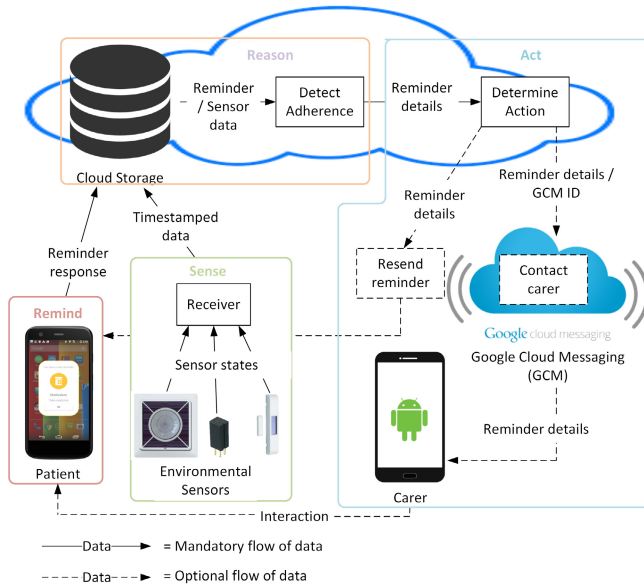 Reason
Act
Reminder
/ Sensor
data
Detect
Adherence
Reminder
details
Determine
Action
Cloud Storage
Timestamped
data
Reminder
details
Reminder details /
GCM ID
Reminder
response
Sense
Resend
reminder
Contact
carer
Remind
Receiver
Google cloud messaging
Google Cloud Messaging
(GCM)
Sensor states
Reminder details
Environmental
Sensors
Patient
Carer
Interaction
Data
= Mandatory flow of data
Data
= Optional flow of data